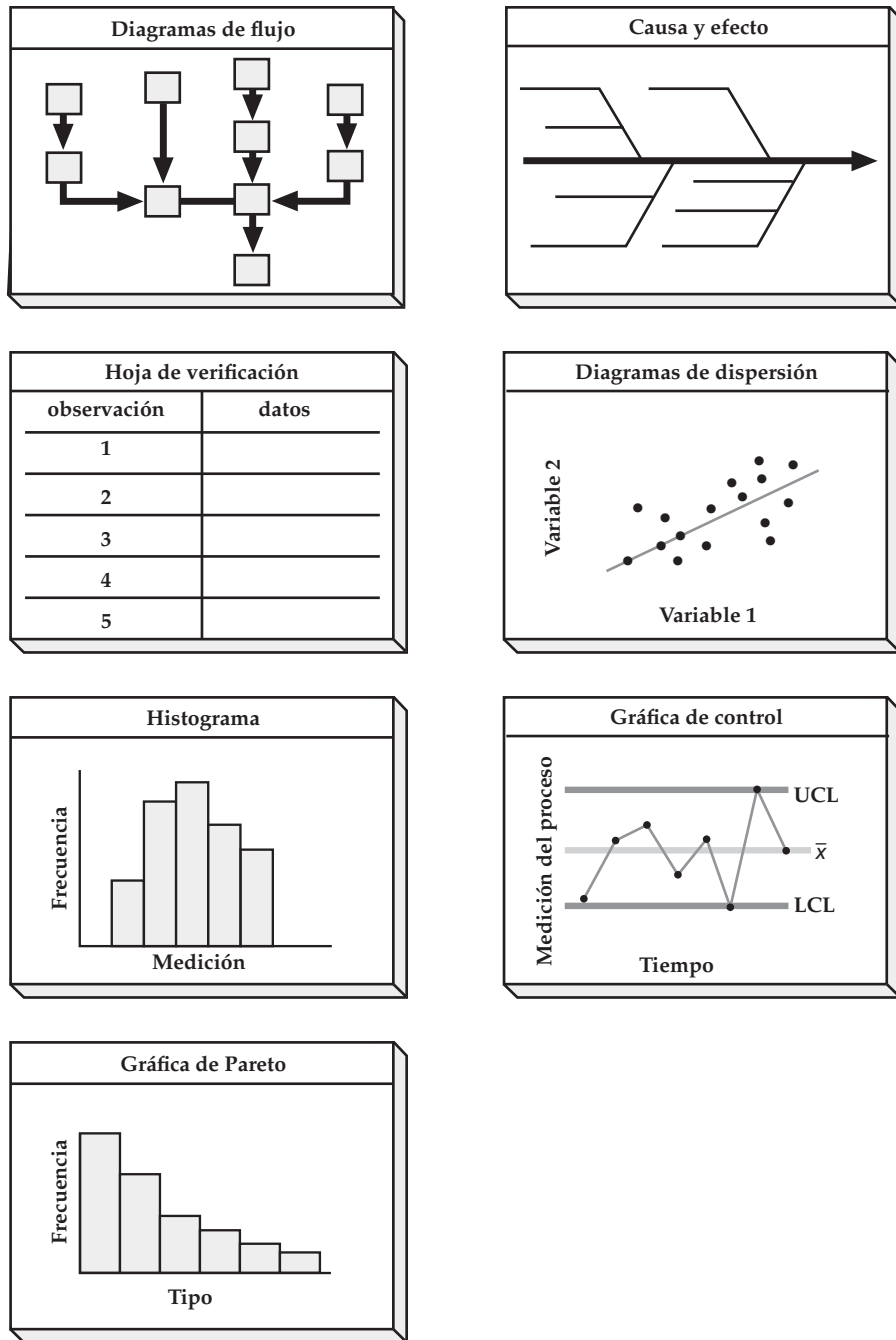 Diagramas de flujo
Causa y efecto
Hoja de verificación
observación datos
1
2
3
4
5
Diagramas de dispersión
Variable 2
Variable 1
Histograma
Frecuencia
Medición
Gráfica de control
Medición del proceso
UCL
x̅
LCL
Tiempo
Gráfica de Pareto
Frecuencia
Tipo